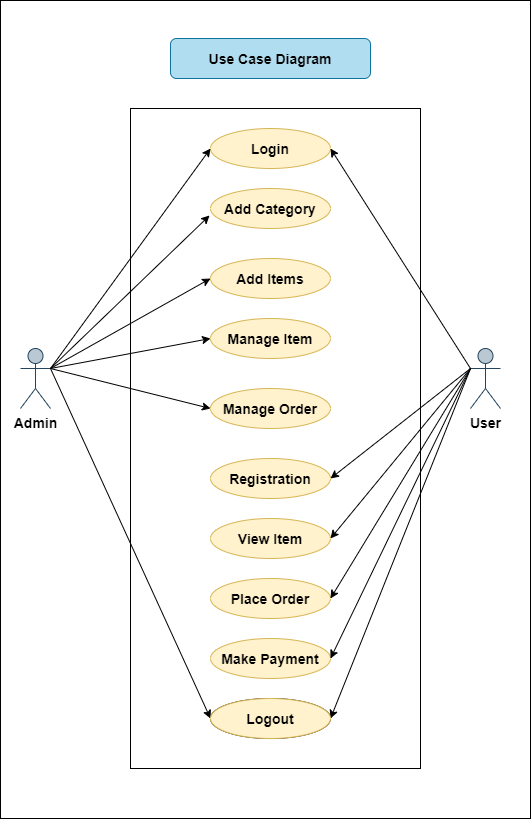 Use Case Diagram
Login
Add Category
Add Items
Manage Item
Admin
User
Manage Order
Registration
View Item
Place Order
Make Payment
Logout